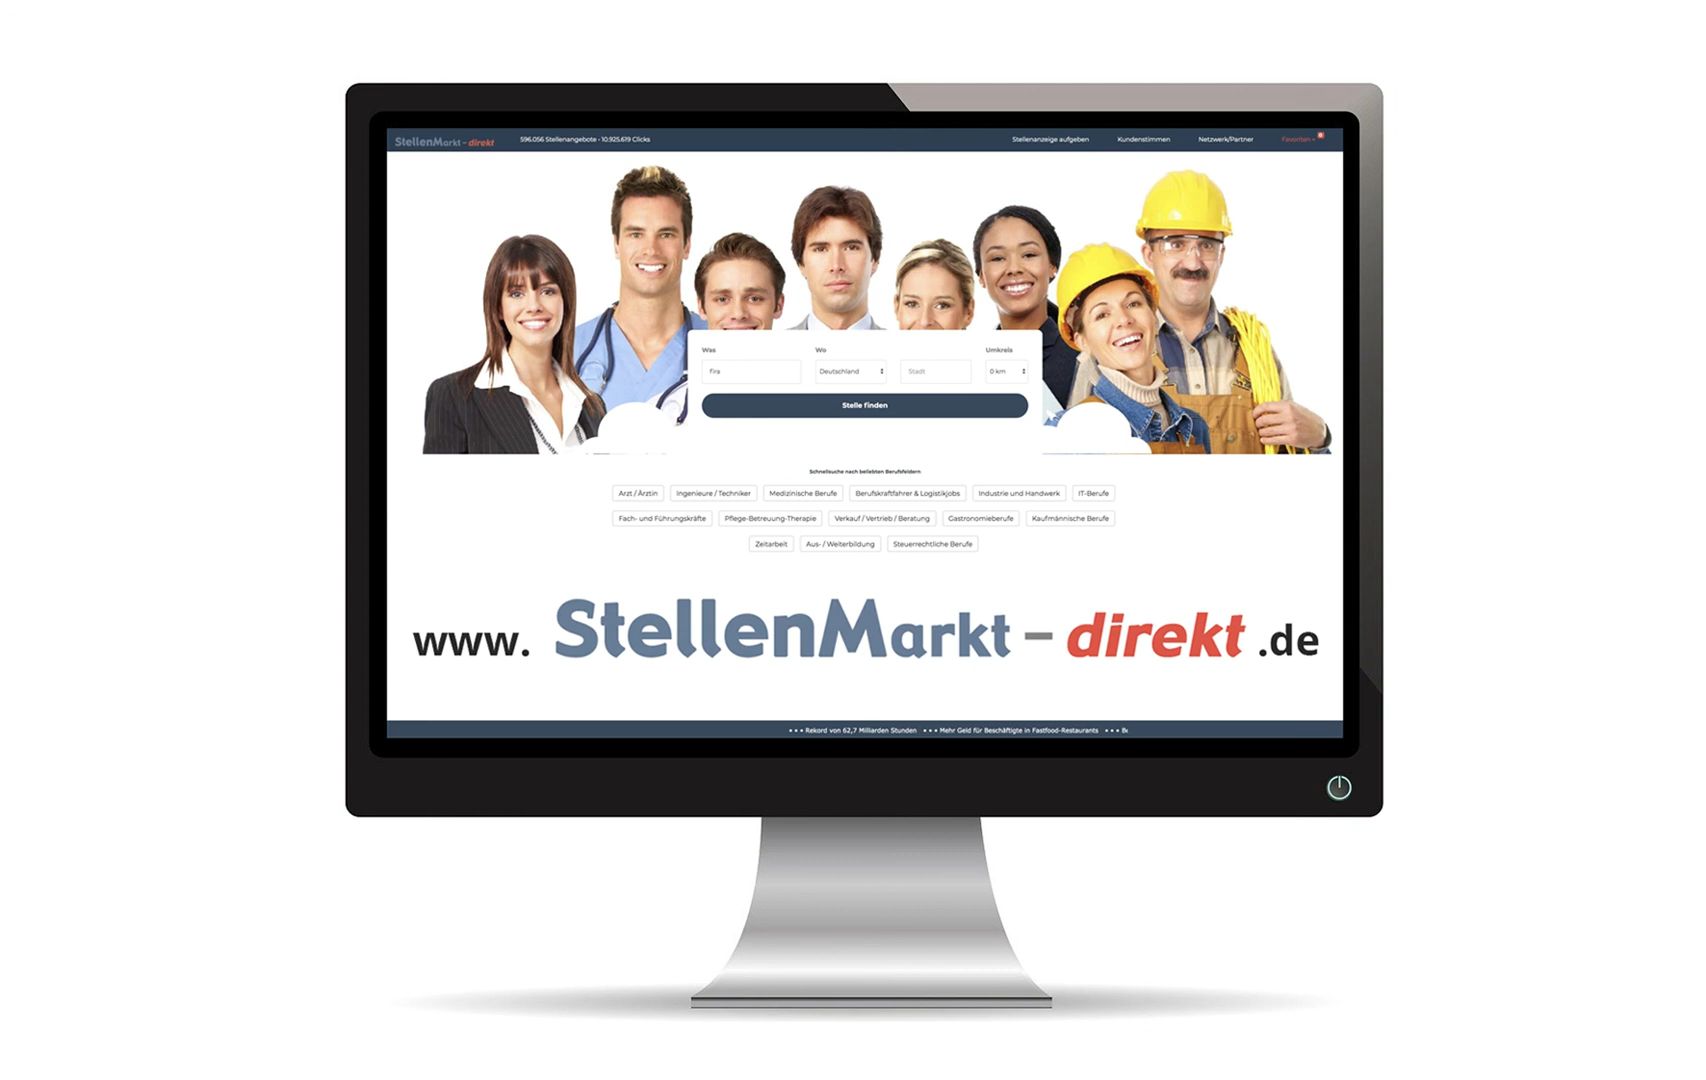 StellenMarkt-direkt 596.056 Stellenangebote • 10.925.619 Clicks Stellenanzeige aufgeben Kundenstimmen Netzwerk/Partner Favoriten
Was Wo Umkreis
fira Deutschland Stadt 0 km
Stelle finden
Schnellsuche nach beliebten Berufsfeldern
Arzt / Ärztin Ingenieure / Techniker Medizinische Berufe Berufskraftfahrer & Logistikjobs Industrie und Handwerk IT-Berufe
Fach- und Führungskräfte Pflege-Betreuung-Therapie Verkauf / Vertrieb / Beratung Gastronomieberufe Kaufmännische Berufe
Zeitarbeit Aus- / Weiterbildung Steuerrechtliche Berufe
www. StellenMarkt-direkt .de
• • • Rekord von 62,7 Milliarden Stunden • • • Mehr Geld für Beschäftigte in Fastfood-Restaurants • • • Be